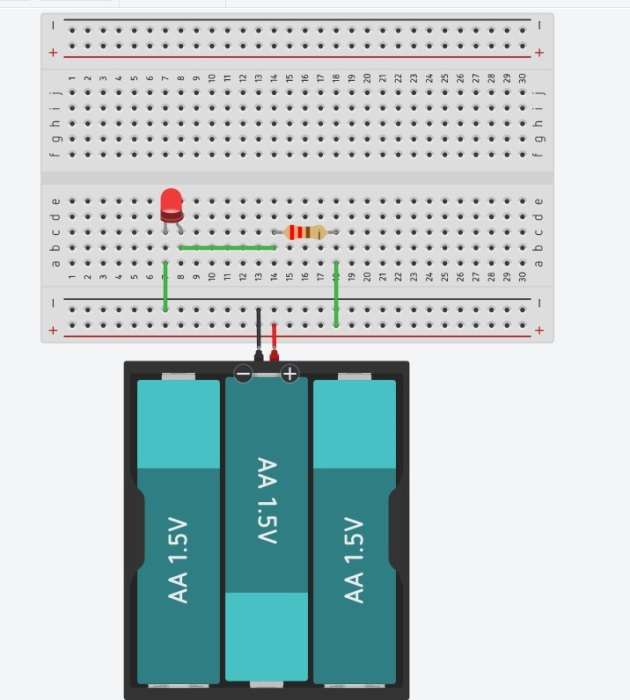 − −
+ +
1 2 3 4 5 6 7 8 9 10 11 12 13 14 15 16 17 18 19 20 21 22 23 24 25 26 27 28 29 30
j j
i i
h h
g g
f f
e e
d d
c c
b b
a a
1 2 3 4 5 6 7 8 9 10 11 12 13 14 15 16 17 18 19 20 21 22 23 24 25 26 27 28 29 30
− −
+ +
− +
AA 1.5V
AA 1.5V
AA 1.5V